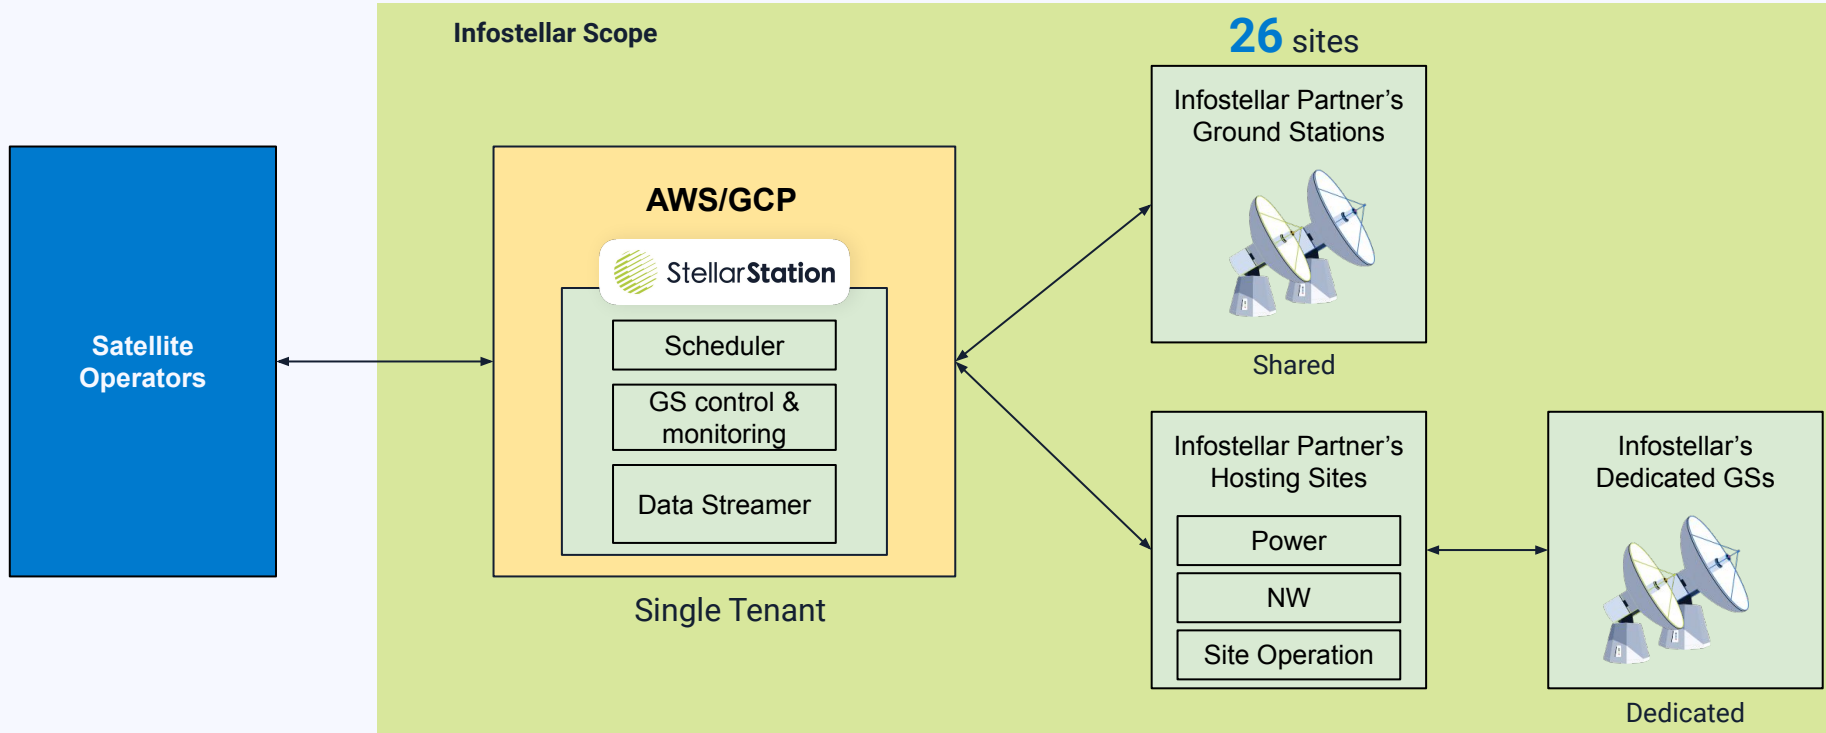 Infostellar Scope
26 sites
Infostellar Partner's
Ground Stations
Shared
Satellite
Operators
AWS/GCP
StellarStation
Scheduler
GS control &
monitoring
Data Streamer
Single Tenant
Infostellar Partner's
Hosting Sites
Power
NW
Site Operation
Infostellar's
Dedicated GSs
Dedicated